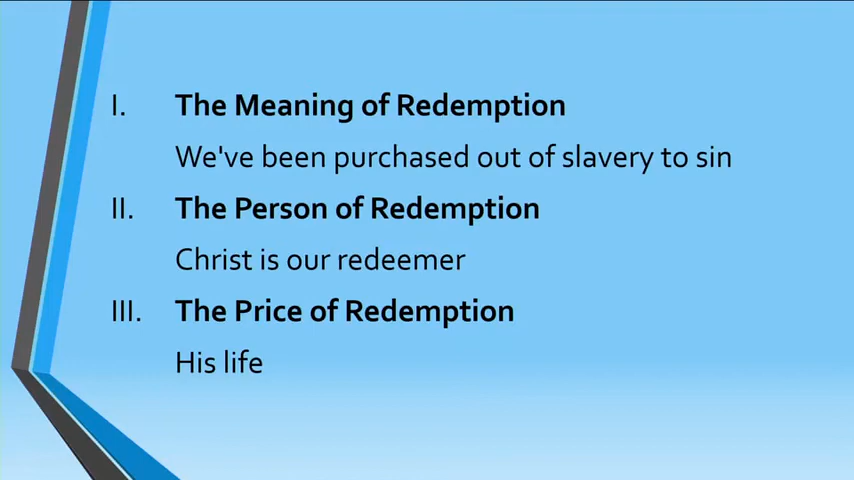 I. The Meaning of Redemption
We've been purchased out of slavery to sin
II. The Person of Redemption
Christ is our redeemer
III. The Price of Redemption
His life